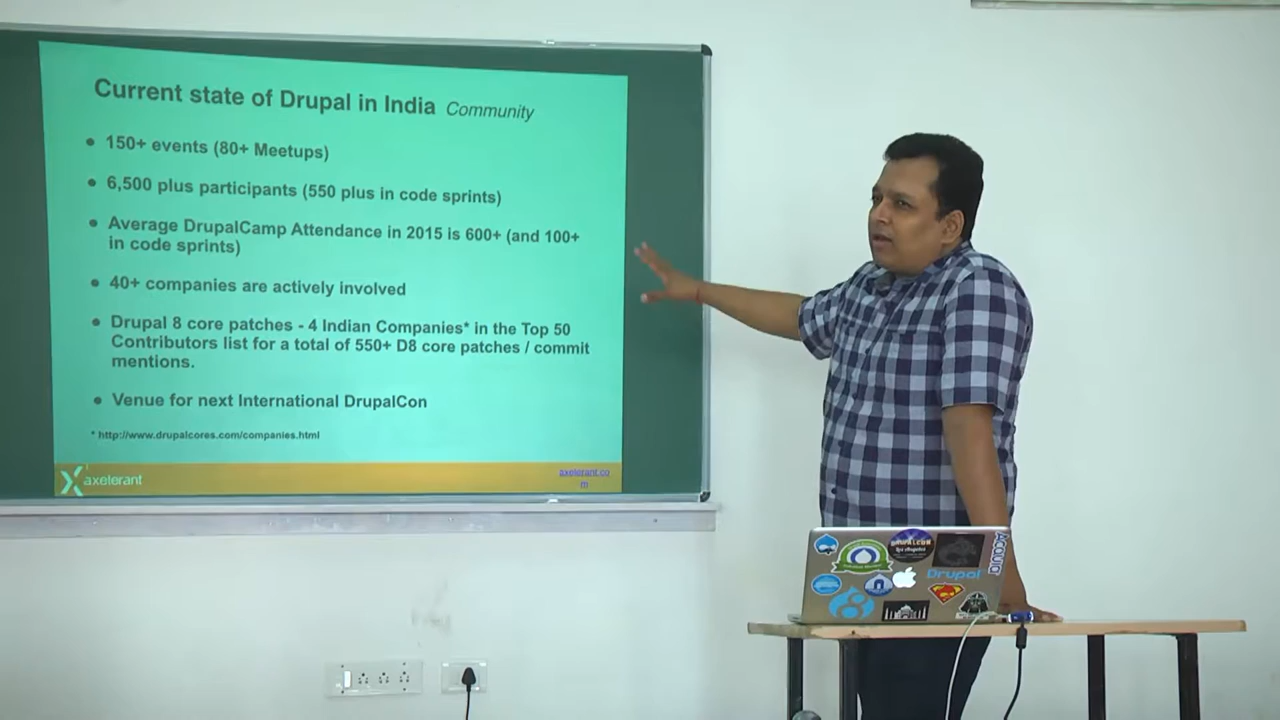 Current state of Drupal in India Community
• 150+ events (80+ Meetups)
• 6,500 plus participants (550 plus in code sprints)
• Average DrupalCamp Attendance in 2015 is 600+ (and 100+
in code sprints)
• 40+ companies are actively involved
• Drupal 8 core patches - 4 Indian Companies* in the Top 50
Contributors list for a total of 550+ D8 core patches / commit
mentions.
• Venue for next International DrupalCon
* http://www.drupalcores.com/companies.html
axelerant
axelerant.co
m
DRUPALCON
Acquia
Drupal